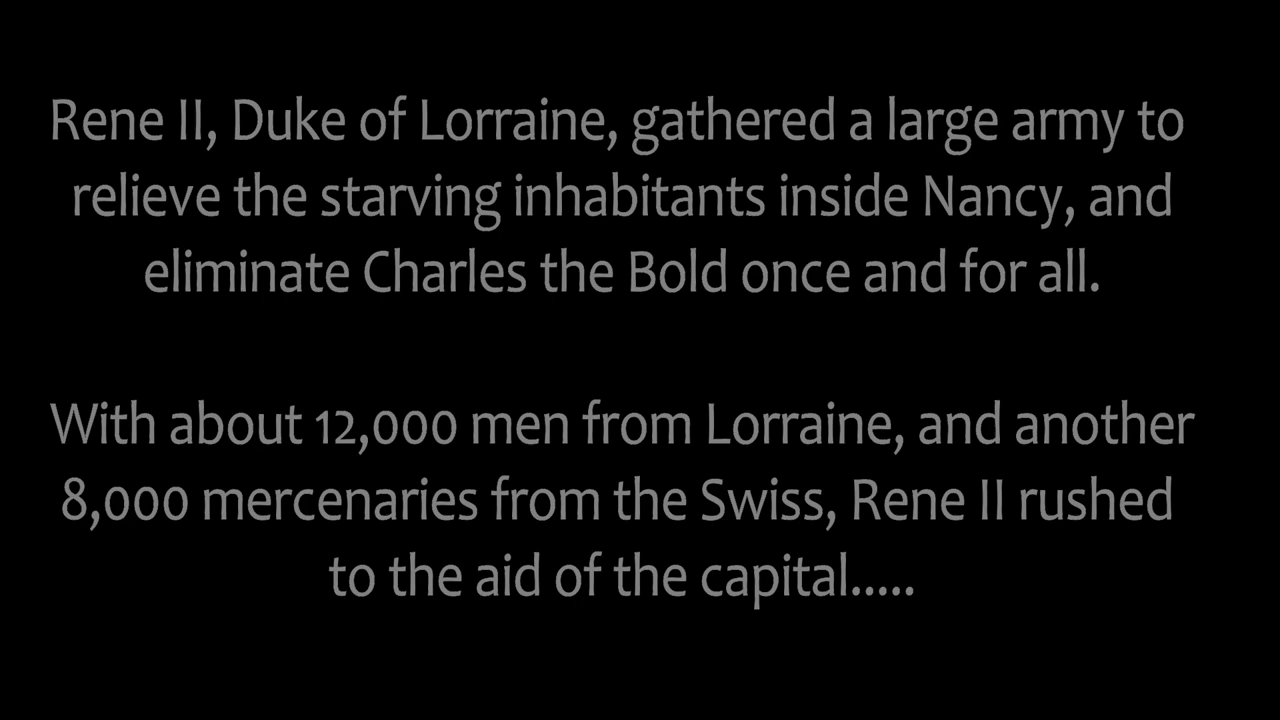 Rene II, Duke of Lorraine, gathered a large army to
relieve the starving inhabitants inside Nancy, and
eliminate Charles the Bold once and for all.
With about 12,000 men from Lorraine, and another
8,000 mercenaries from the Swiss, Rene II rushed
to the aid of the capital.....